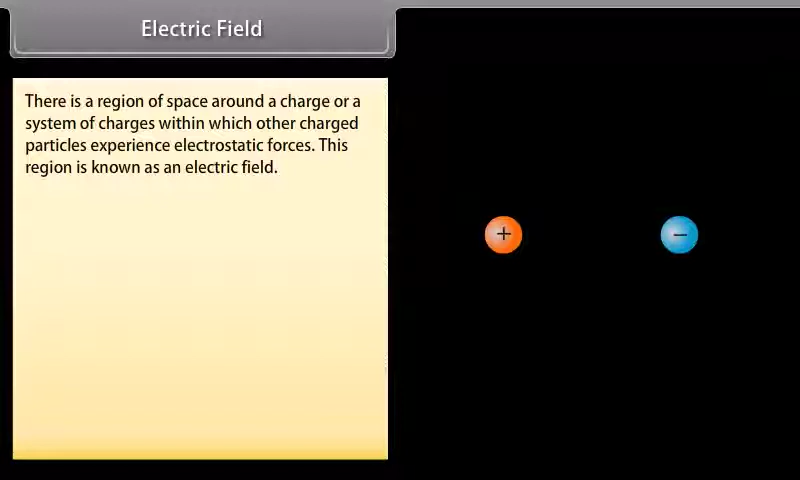 Electric Field
There is a region of space around a charge or a
system of charges within which other charged
particles experience electrostatic forces. This
region is known as an electric field.
+
−